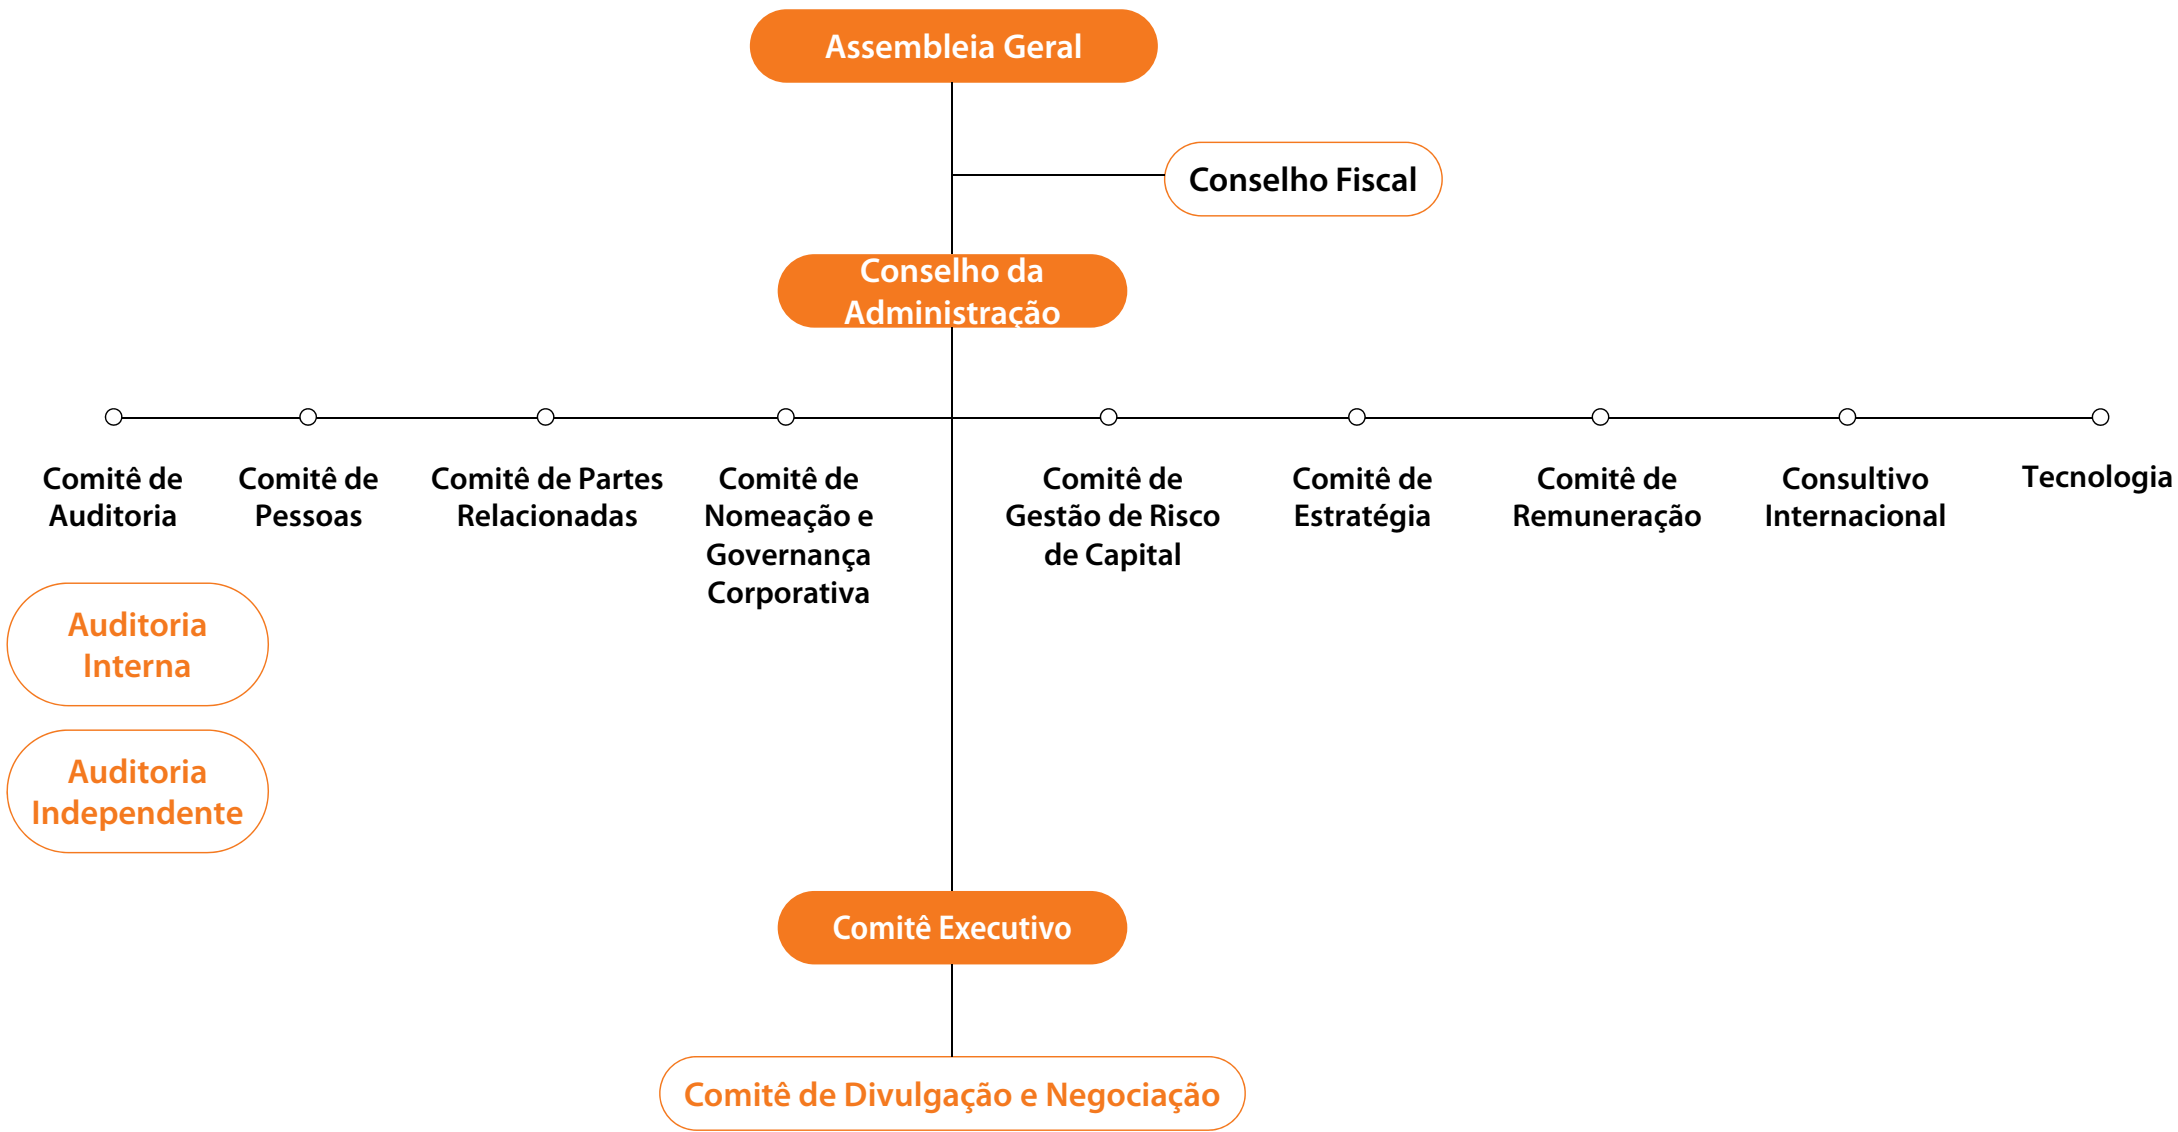 Assembleia Geral
Conselho Fiscal
Conselho da
Administração
Comitê de
Auditoria
Comitê de
Pessoas
Comitê de Partes
Relacionadas
Comitê de
Nomeação e
Governança
Corporativa
Comitê de
Gestão de Risco
de Capital
Comitê de
Estratégia
Comitê de
Remuneração
Consultivo
Internacional
Tecnologia
Auditoria
Interna
Auditoria
Independente
Comitê Executivo
Comitê de Divulgação e Negociação